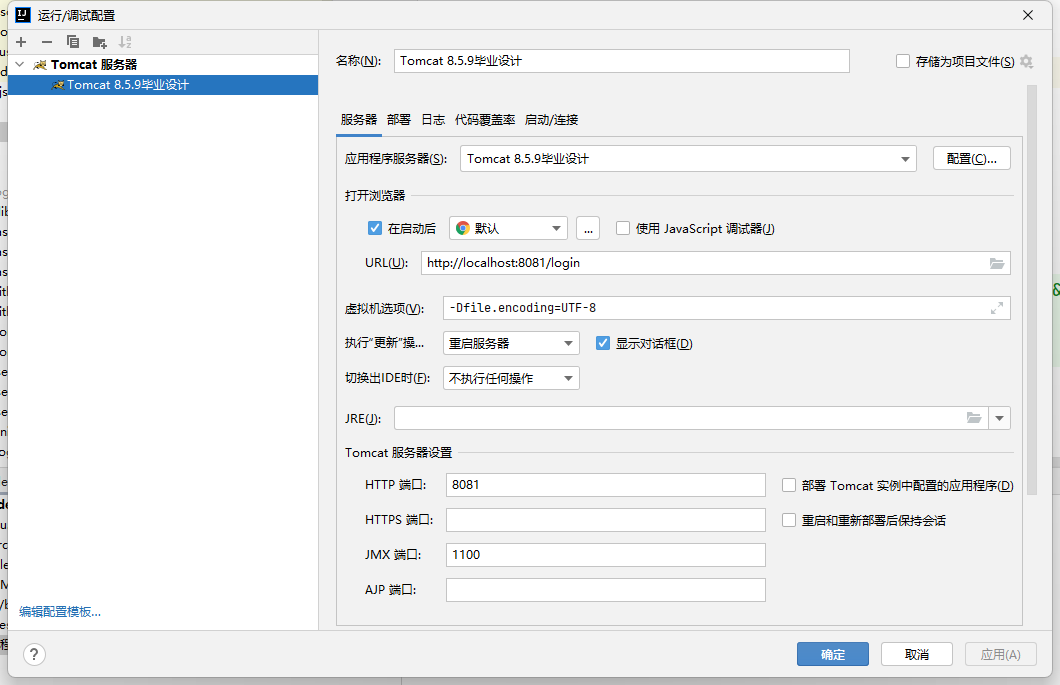 运行/调试配置
Tomcat 服务器
Tomcat 8.5.9毕业设计
编辑配置模板...
名称(N):
Tomcat 8.5.9毕业设计
存储为项目文件(S)
服务器 部署 日志 代码覆盖率 启动/连接
应用程序服务器(S): Tomcat 8.5.9毕业设计 配置(C)...
打开浏览器
在启动后 默认 ... 使用 JavaScript 调试器(J)
URL(U): http://localhost:8081/login
虚拟机选项(V): -Dfile.encoding=UTF-8
执行“更新”操... 重启服务器 显示对话框(D)
切换出IDE时(F): 不执行任何操作
JRE(J):
Tomcat 服务器设置
HTTP 端口: 8081 部署 Tomcat 实例中配置的应用程序(D)
HTTPS 端口: 重启和重新部署后保持会话
JMX 端口: 1100
AJP 端口:
? 确定 取消 应用(A)